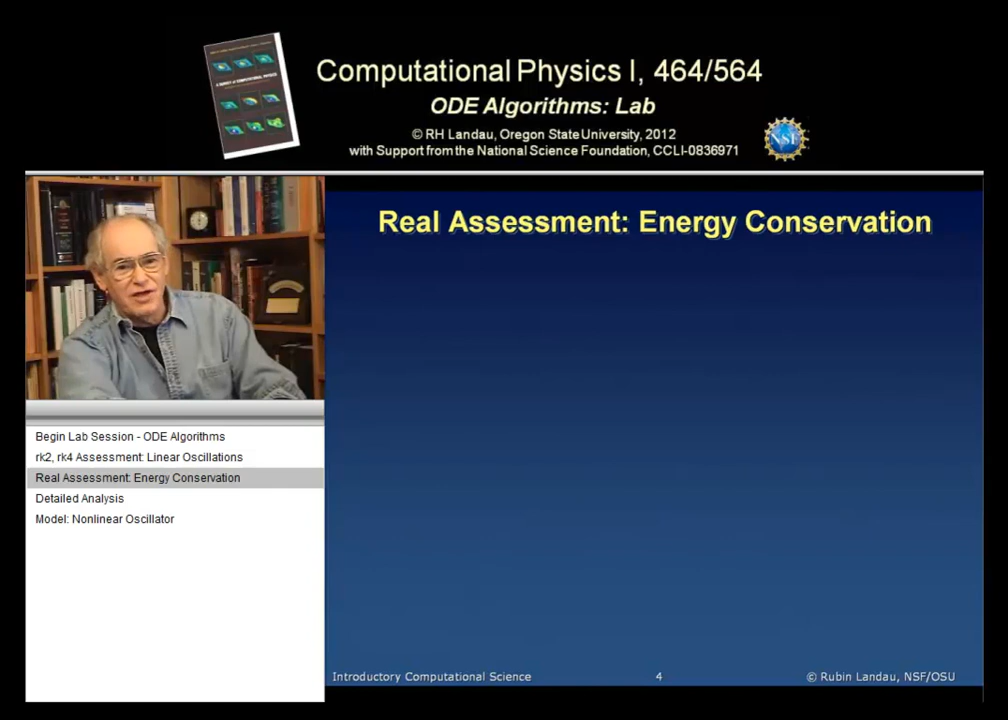 Computational Physics I, 464/564
ODE Algorithms: Lab
© RH Landau, Oregon State University, 2012
with Support from the National Science Foundation, CCLI-0836971
NSF
Real Assessment: Energy Conservation
Begin Lab Session - ODE Algorithms
rk2, rk4 Assessment: Linear Oscillations
Real Assessment: Energy Conservation
Detailed Analysis
Model: Nonlinear Oscillator
Introductory Computational Science
4
© Rubin Landau, NSF/OSU